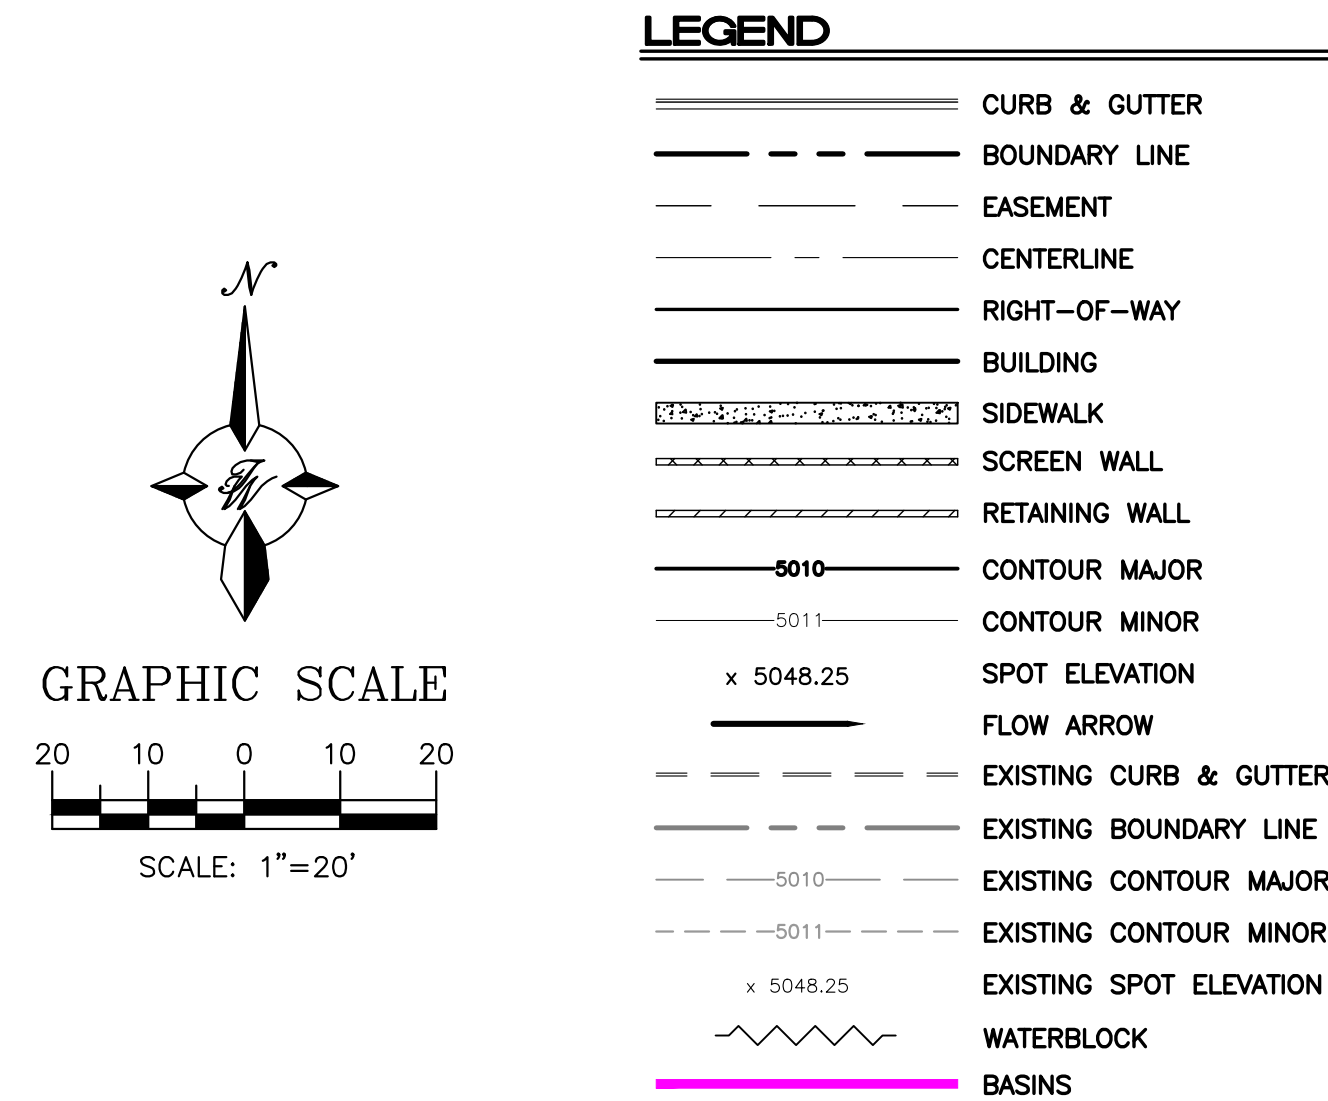 LEGEND
CURB & GUTTER
BOUNDARY LINE
EASEMENT
CENTERLINE
RIGHT-OF-WAY
BUILDING
SIDEWALK
SCREEN WALL
RETAINING WALL
5010 CONTOUR MAJOR
5011 CONTOUR MINOR
x 5048.25 SPOT ELEVATION
FLOW ARROW
EXISTING CURB & GUTTER
EXISTING BOUNDARY LINE
5010 EXISTING CONTOUR MAJOR
5011 EXISTING CONTOUR MINOR
x 5048.25 EXISTING SPOT ELEVATION
WATERBLOCK
BASINS
N
TW
GRAPHIC SCALE
20 10 0 10 20
SCALE: 1"=20'